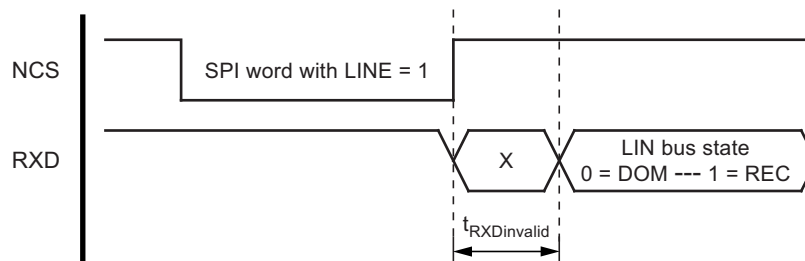 NCS
SPI word with LINE = 1
RXD
X
LIN bus state
0 = DOM --- 1 = REC
tRXDinvalid